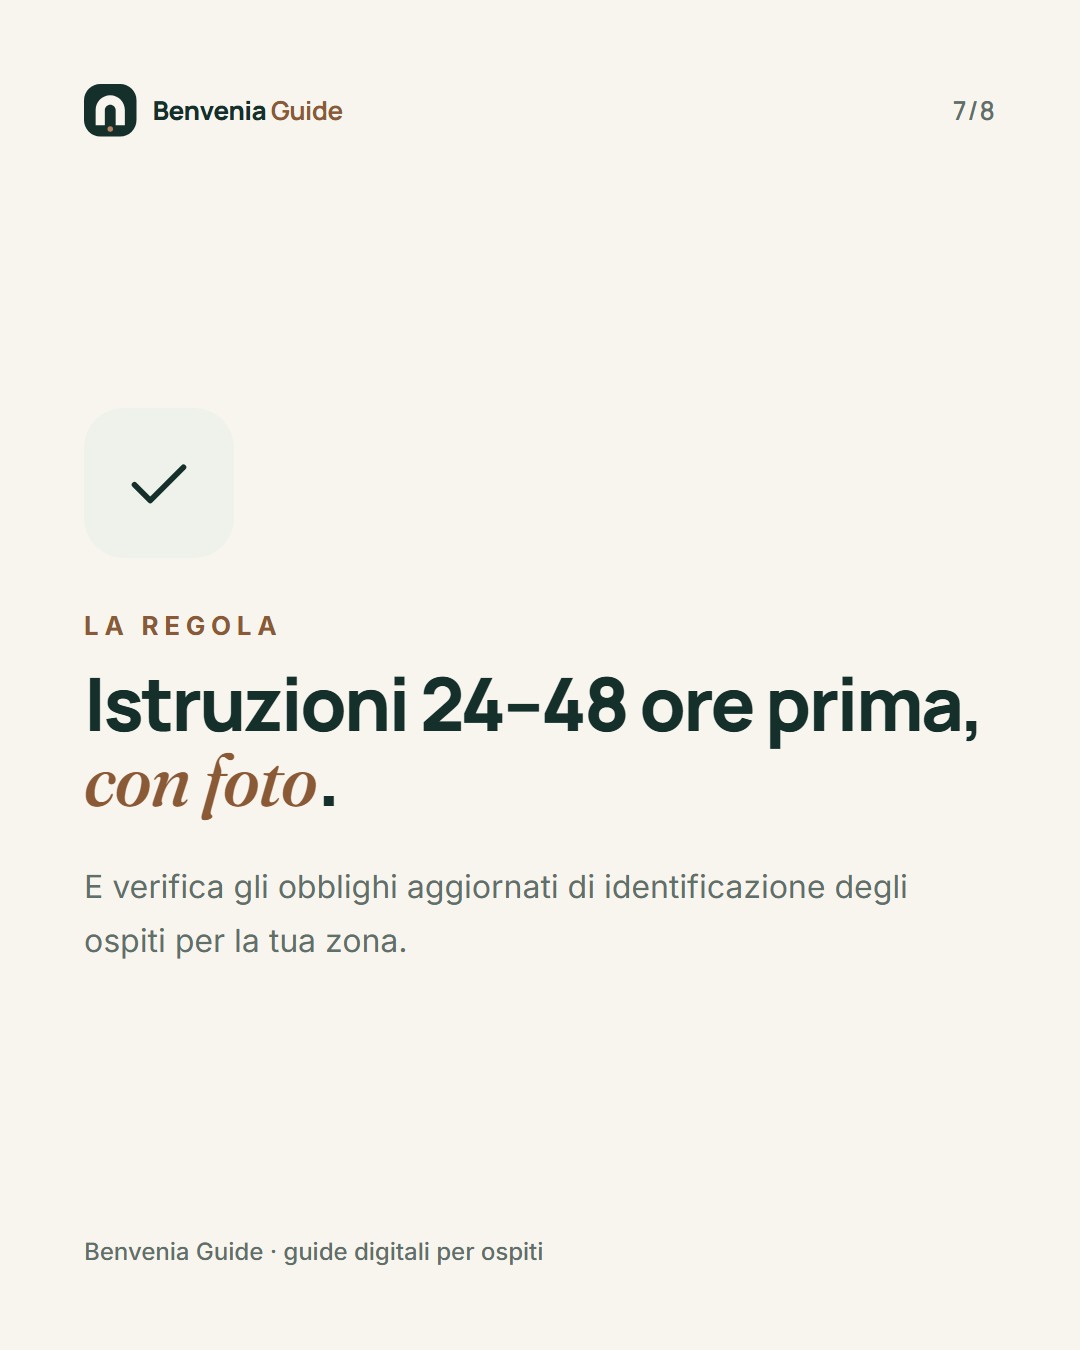 Benvenia Guide
7/8
LA REGOLA
Istruzioni 24–48 ore prima,
con foto.
E verifica gli obblighi aggiornati di identificazione degli
ospiti per la tua zona.
Benvenia Guide · guide digitali per ospiti